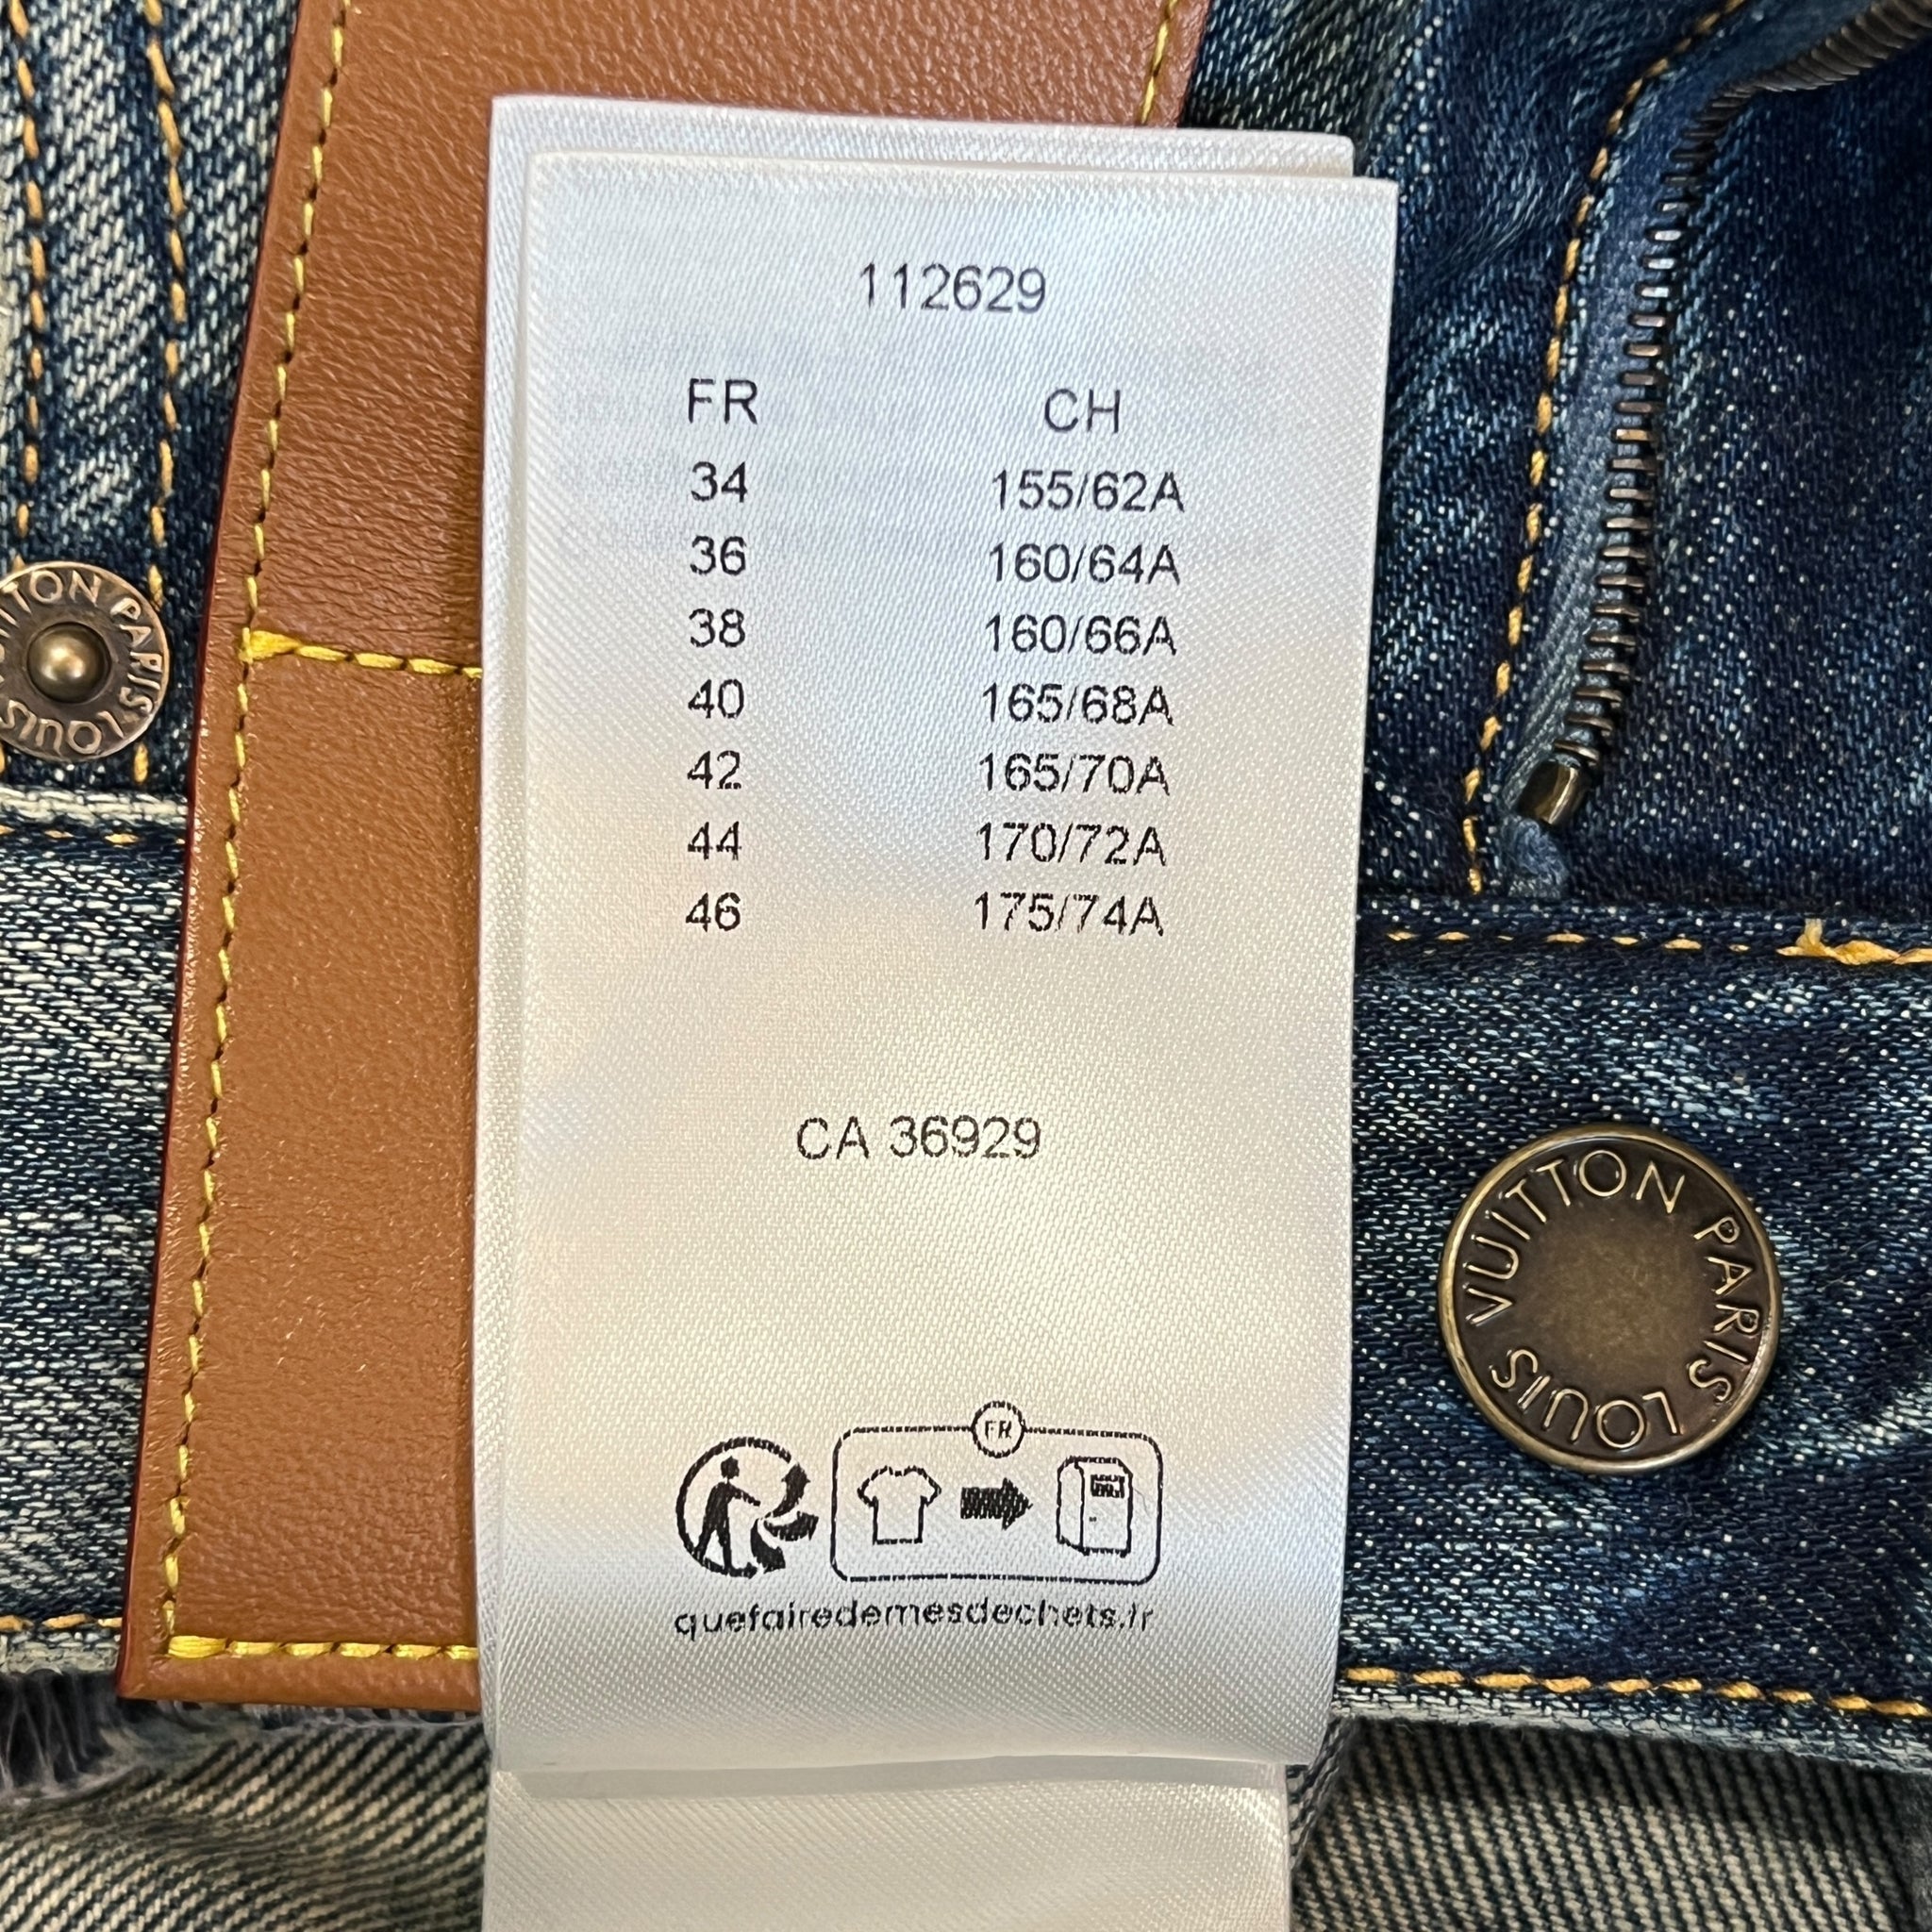 112629
FR CH
34 155/62A
36 160/64A
38 160/66A
40 165/68A
42 165/70A
44 170/72A
46 175/74A
CA 36929
FR
quefairedemesdechets.fr
VUITTON PARIS LOUIS
PARIS LOUIS